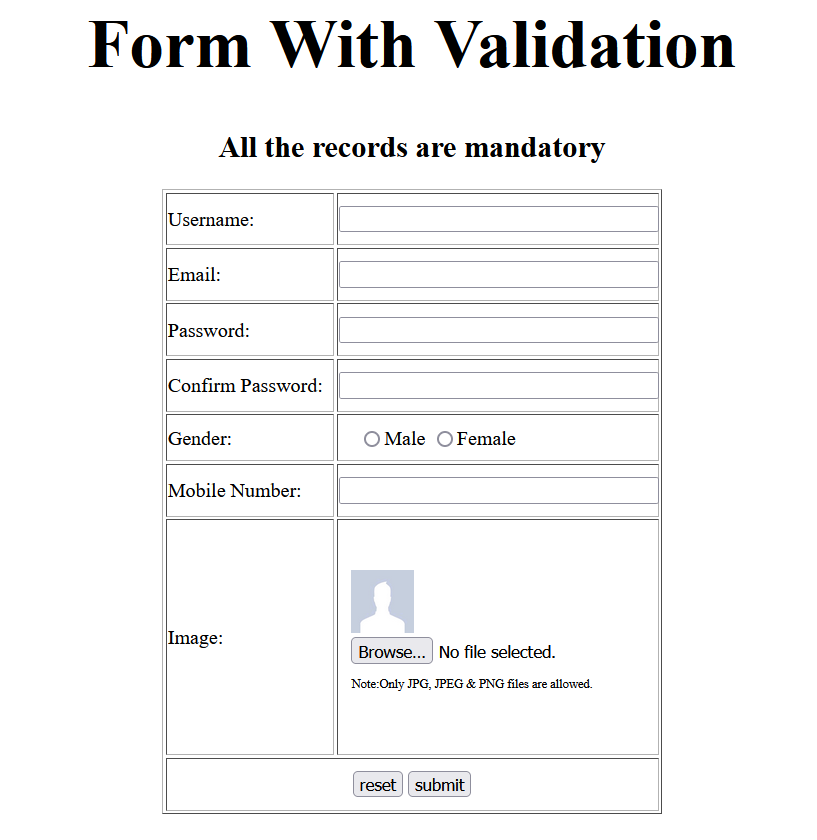 Form With Validation
All the records are mandatory
Username:
Email:
Password:
Confirm Password:
Gender: Male Female
Mobile Number:
Image:
Browse... No file selected.
Note:Only JPG, JPEG & PNG files are allowed.
reset submit